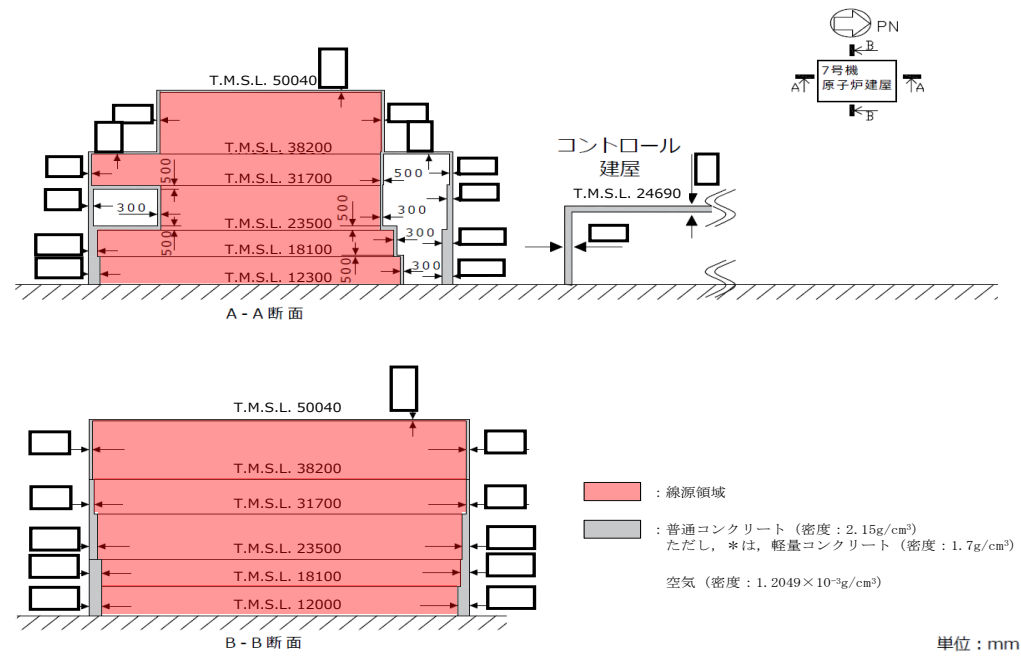 PN
B
7号機
原子炉建屋
A
A
B
T.M.S.L. 50040
T.M.S.L. 38200
500
T.M.S.L. 31700
500
300
500
300
T.M.S.L. 23500
500
T.M.S.L. 18100
300
500
300
T.M.S.L. 12300
A-A断面
コントロール
建屋
T.M.S.L. 24690
T.M.S.L. 50040
T.M.S.L. 38200
T.M.S.L. 31700
T.M.S.L. 23500
T.M.S.L. 18100
T.M.S.L. 12000
B-B断面
：線源領域
：普通コンクリート（密度：2.15g/cm³）
ただし，＊は，軽量コンクリート（密度：1.7g/cm³）
空気（密度：1.2049×10⁻³g/cm³）
単位：mm